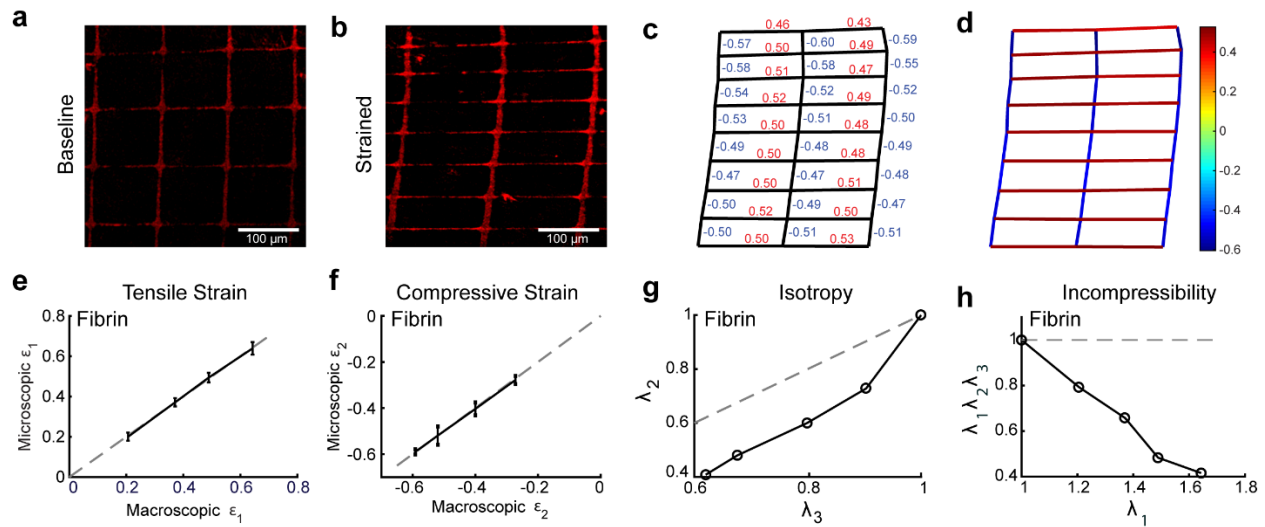 a
Baseline
100 µm
b
Strained
100 µm
c
0.46 0.43
-0.57 0.50 -0.60 0.49 -0.59
-0.58 0.51 -0.58 0.47 -0.55
-0.54 0.52 -0.52 0.49 -0.52
-0.53 0.50 -0.51 0.48 -0.50
-0.49 0.50 -0.48 0.48 -0.49
-0.47 0.50 -0.47 0.51 -0.48
-0.50 0.52 -0.49 0.50 -0.47
-0.50 0.50 -0.51 0.53 -0.51
d
0.4
0.2
0
-0.2
-0.4
-0.6
e Tensile Strain
Fibrin
Microscopic ε1
0.8
0.6
0.4
0.2
0
0 0.2 0.4 0.6 0.8
Macroscopic ε1
f Compressive Strain
Fibrin
Microscopic ε2
0
-0.2
-0.4
-0.6
-0.6 -0.4 -0.2 0
Macroscopic ε2
g Isotropy
Fibrin
λ2
1
0.8
0.6
0.4
0.6 0.8 1
λ3
h Incompressibility
Fibrin
λ1 λ2 λ3
1
0.8
0.6
0.4
1 1.2 1.4 1.6 1.8
λ1